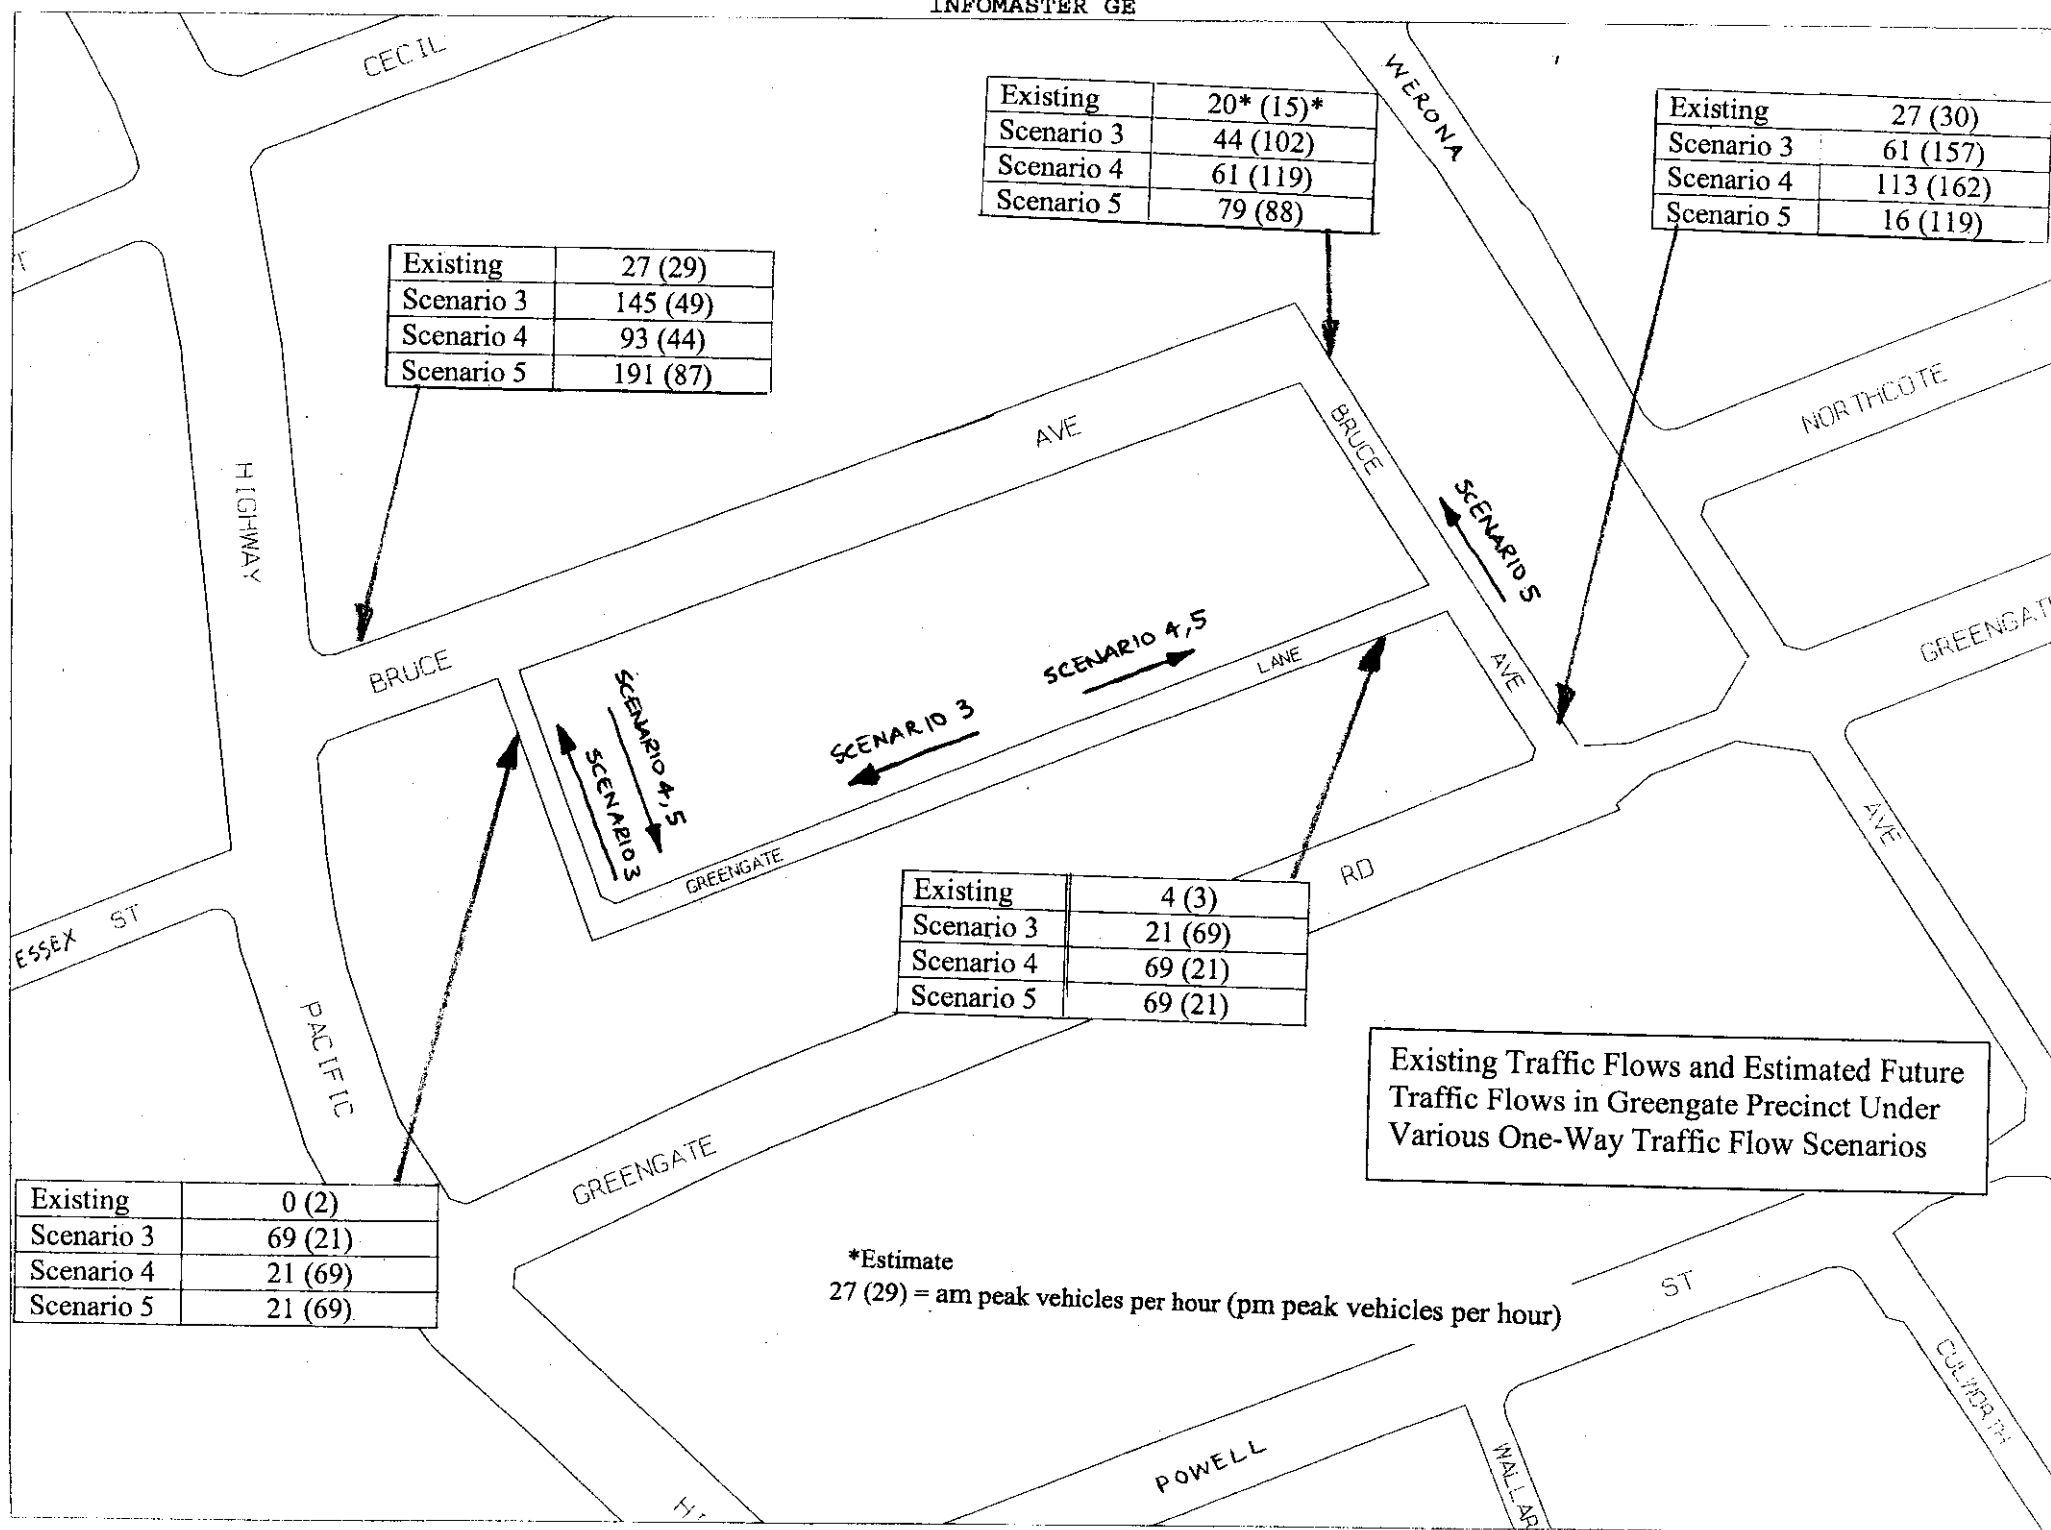 INFOMASTER GE
CECIL
WERONA
Existing 20* (15)*
Scenario 3 44 (102)
Scenario 4 61 (119)
Scenario 5 79 (88)
Existing 27 (30)
Scenario 3 61 (157)
Scenario 4 113 (162)
Scenario 5 16 (119)
Existing 27 (29)
Scenario 3 145 (49)
Scenario 4 93 (44)
Scenario 5 191 (87)
T
HIGHWAY
AVE
BRUCE
NORTHCOTE
SCENARIO 5
GREENGAT
BRUCE
SCENARIO 4,5
SCENARIO 3
SCENARIO 3
SCENARIO 4,5
LANE
AVE
GREENGATE
AVE
RD
ESSEX ST
Existing 4 (3)
Scenario 3 21 (69)
Scenario 4 69 (21)
Scenario 5 69 (21)
PACIFIC
Existing Traffic Flows and Estimated Future
Traffic Flows in Greengate Precinct Under
Various One-Way Traffic Flow Scenarios
GREENGATE
Existing 0 (2)
Scenario 3 69 (21)
Scenario 4 21 (69)
Scenario 5 21 (69)
*Estimate
27 (29) = am peak vehicles per hour (pm peak vehicles per hour)
ST
CULWORTH
POWELL
WALLAR